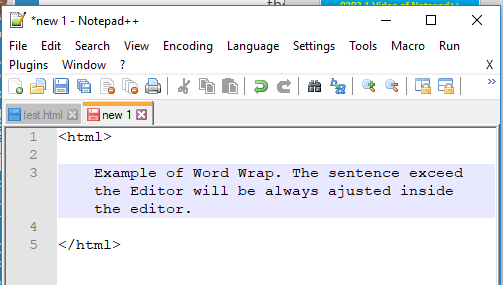 *new 1 - Notepad++
File Edit Search View Encoding Language Settings Tools Macro Run
Plugins Window ? X
test.html new 1
1 <html>
2
3 Example of Word Wrap. The sentence exceed
the Editor will be always ajusted inside
the editor.
4
5 </html>